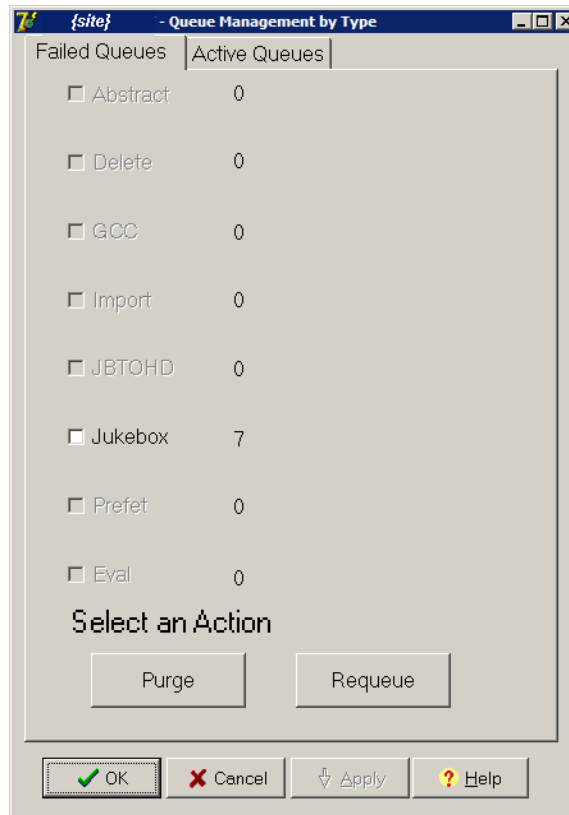 {site} - Queue Management by Type
Failed Queues Active Queues
Abstract 0
Delete 0
GCC 0
Import 0
JBTOHD 0
Jukebox 7
Prefet 0
Eval 0
Select an Action
Purge Requeue
OK Cancel Apply Help